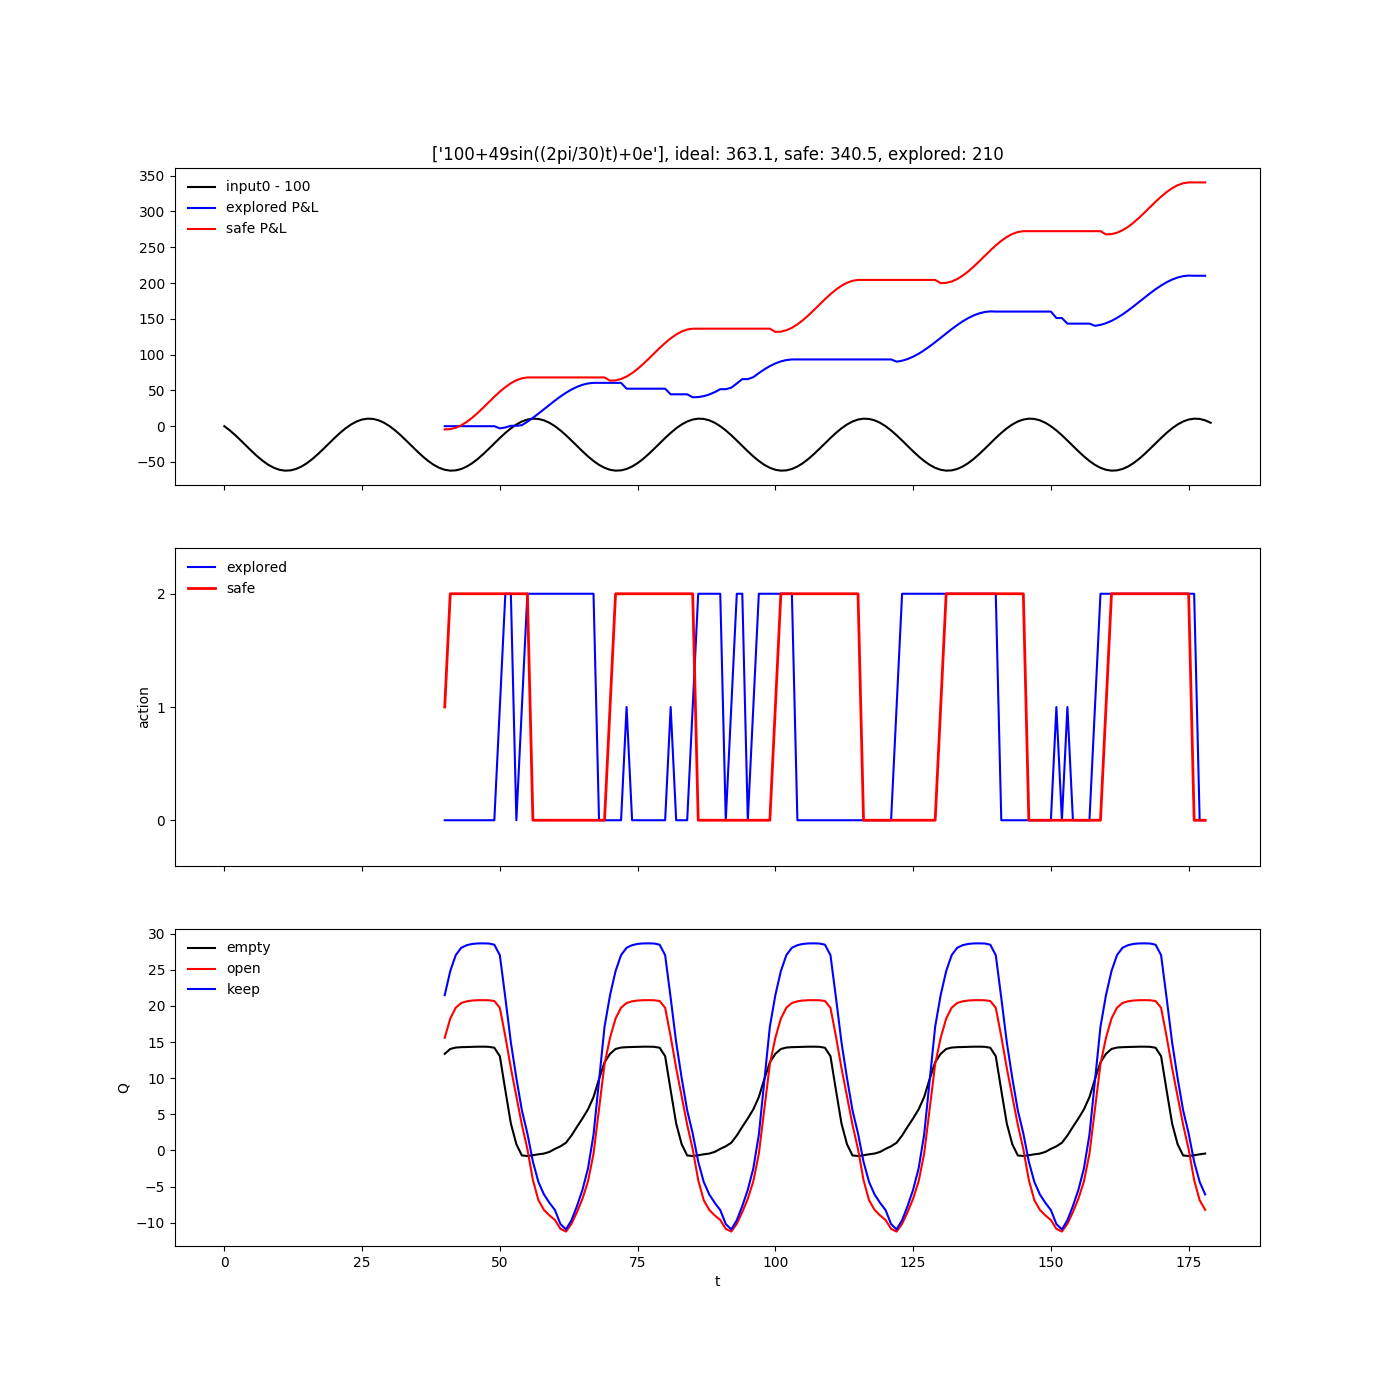 ['100+49sin((2pi/30)t)+0e'], ideal: 363.1, safe: 340.5, explored: 210
350
300
250
200
150
100
50
0
−50
input0 - 100
explored P&L
safe P&L
action
2
1
0
explored
safe
Q
30
25
20
15
10
5
0
−5
−10
empty
open
keep
0 25 50 75 100 125 150 175
t